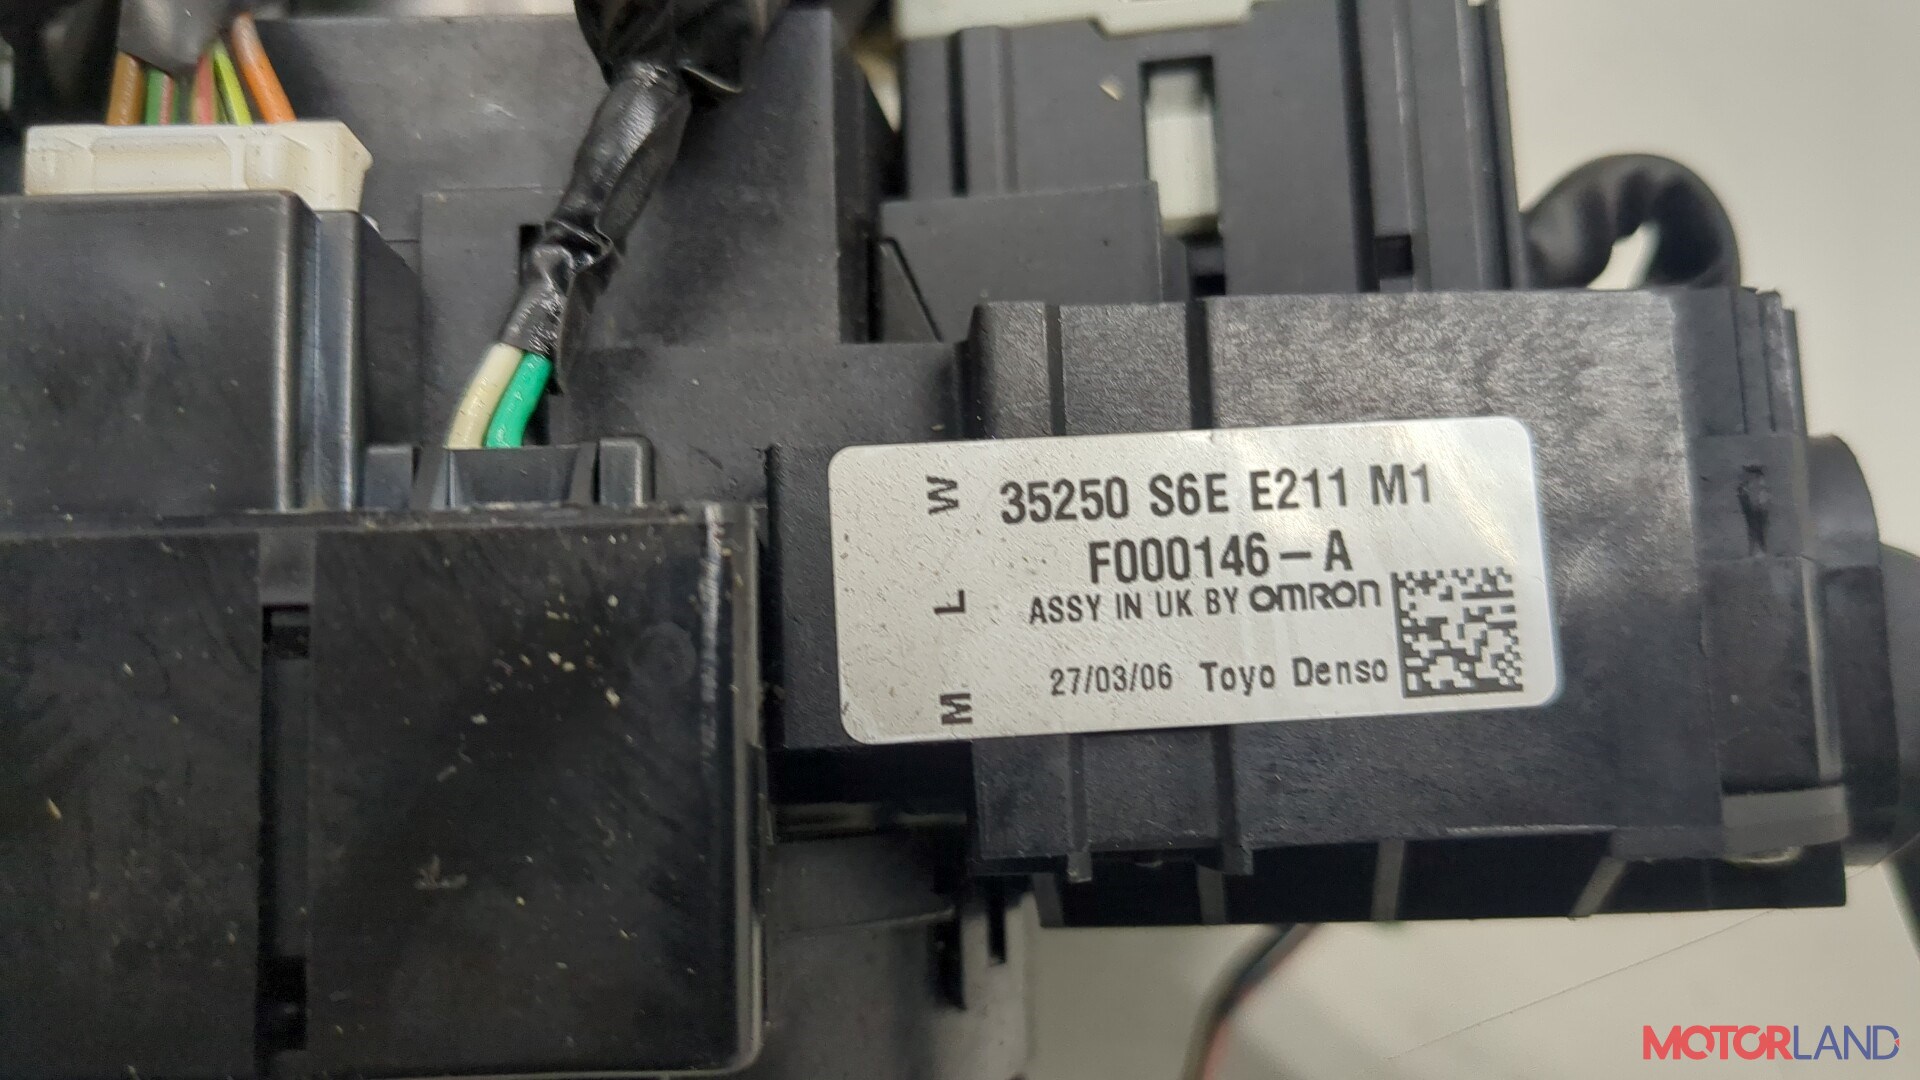 35250 S6E E211 M1
F000146-A
ASSY IN UK BY OMRON
27/03/06 Toyo Denso
W
L
M
MOTORLAND